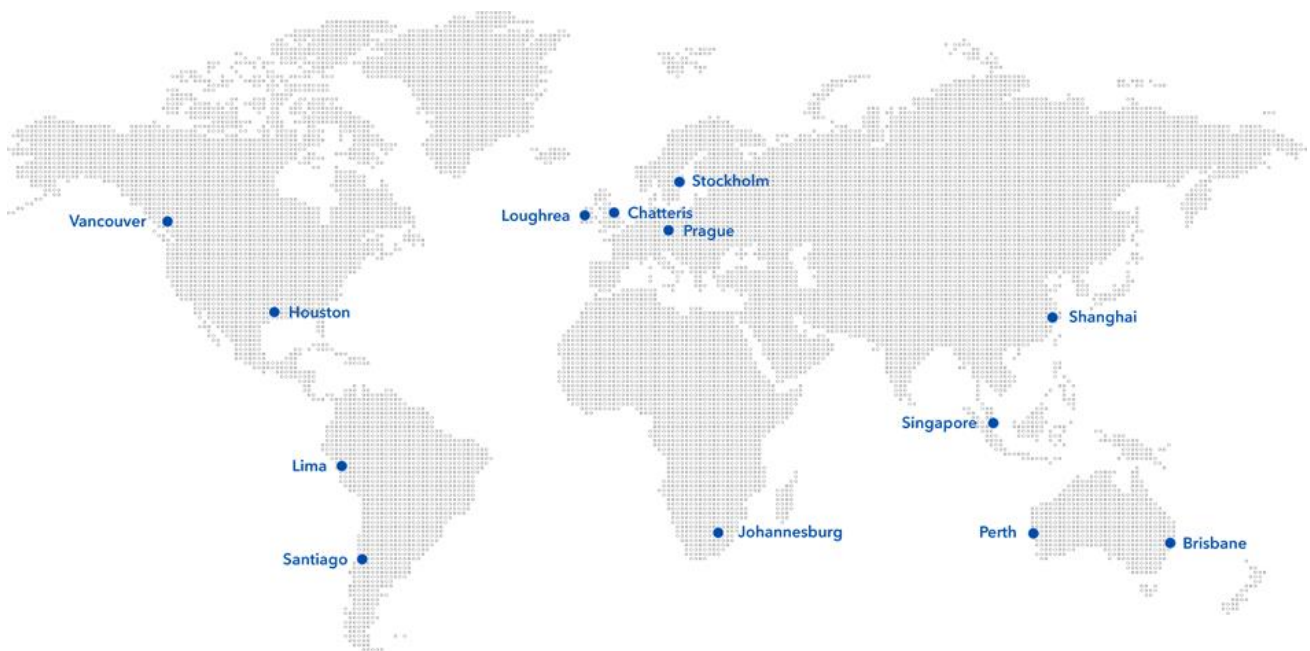 Stockholm
Chatteris
Loughrea
Vancouver
Prague
Houston
Shanghai
Singapore
Lima
Johannesburg
Perth
Brisbane
Santiago